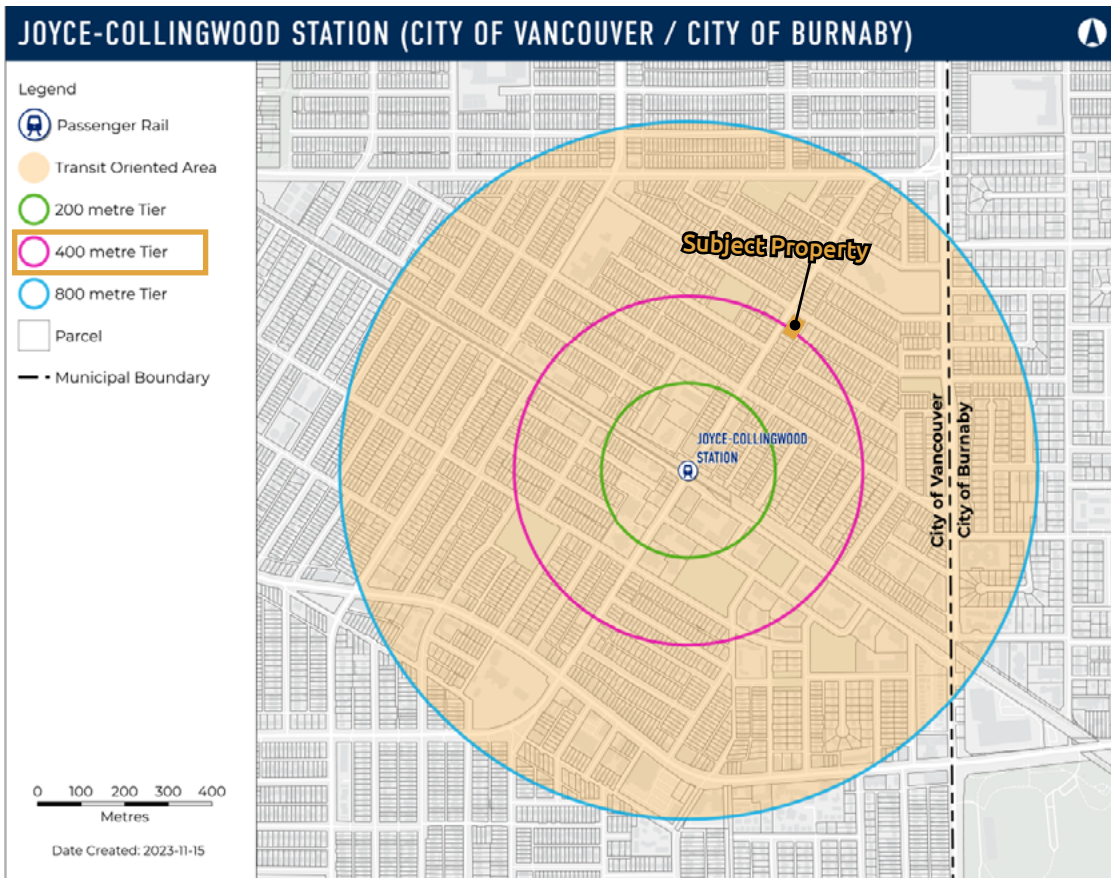 JOYCE-COLLINGWOOD STATION (CITY OF VANCOUVER / CITY OF BURNABY)
Legend
Passenger Rail
Transit Oriented Area
200 metre Tier
400 metre Tier
800 metre Tier
Parcel
Municipal Boundary
Subject Property
JOYCE-COLLINGWOOD
STATION
City of Vancouver
City of Burnaby
0 100 200 300 400
Metres
Date Created: 2023-11-15